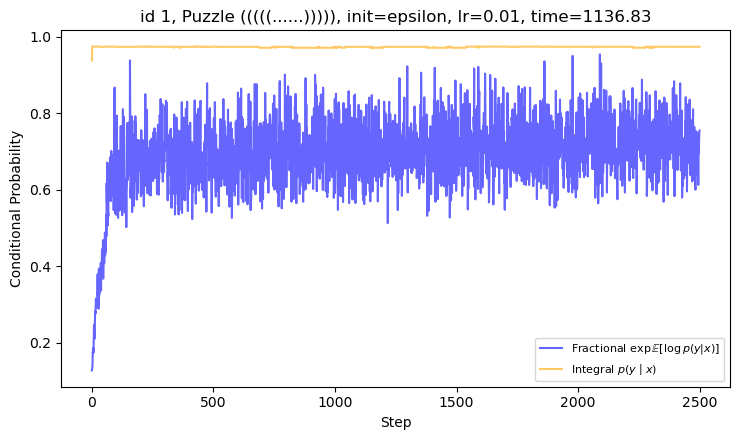 id 1, Puzzle (((((......))))), init=epsilon, lr=0.01, time=1136.83
Conditional Probability
1.0
0.8
0.6
0.4
0.2
Fractional exp𝔼[log p(y|x)]
Integral p(y | x)
0
500
1000
1500
2000
2500
Step